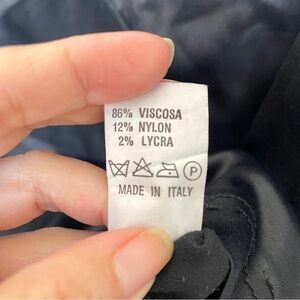 86% VISCOSA
12% NYLON
2% LYCRA
P
MADE IN ITALY